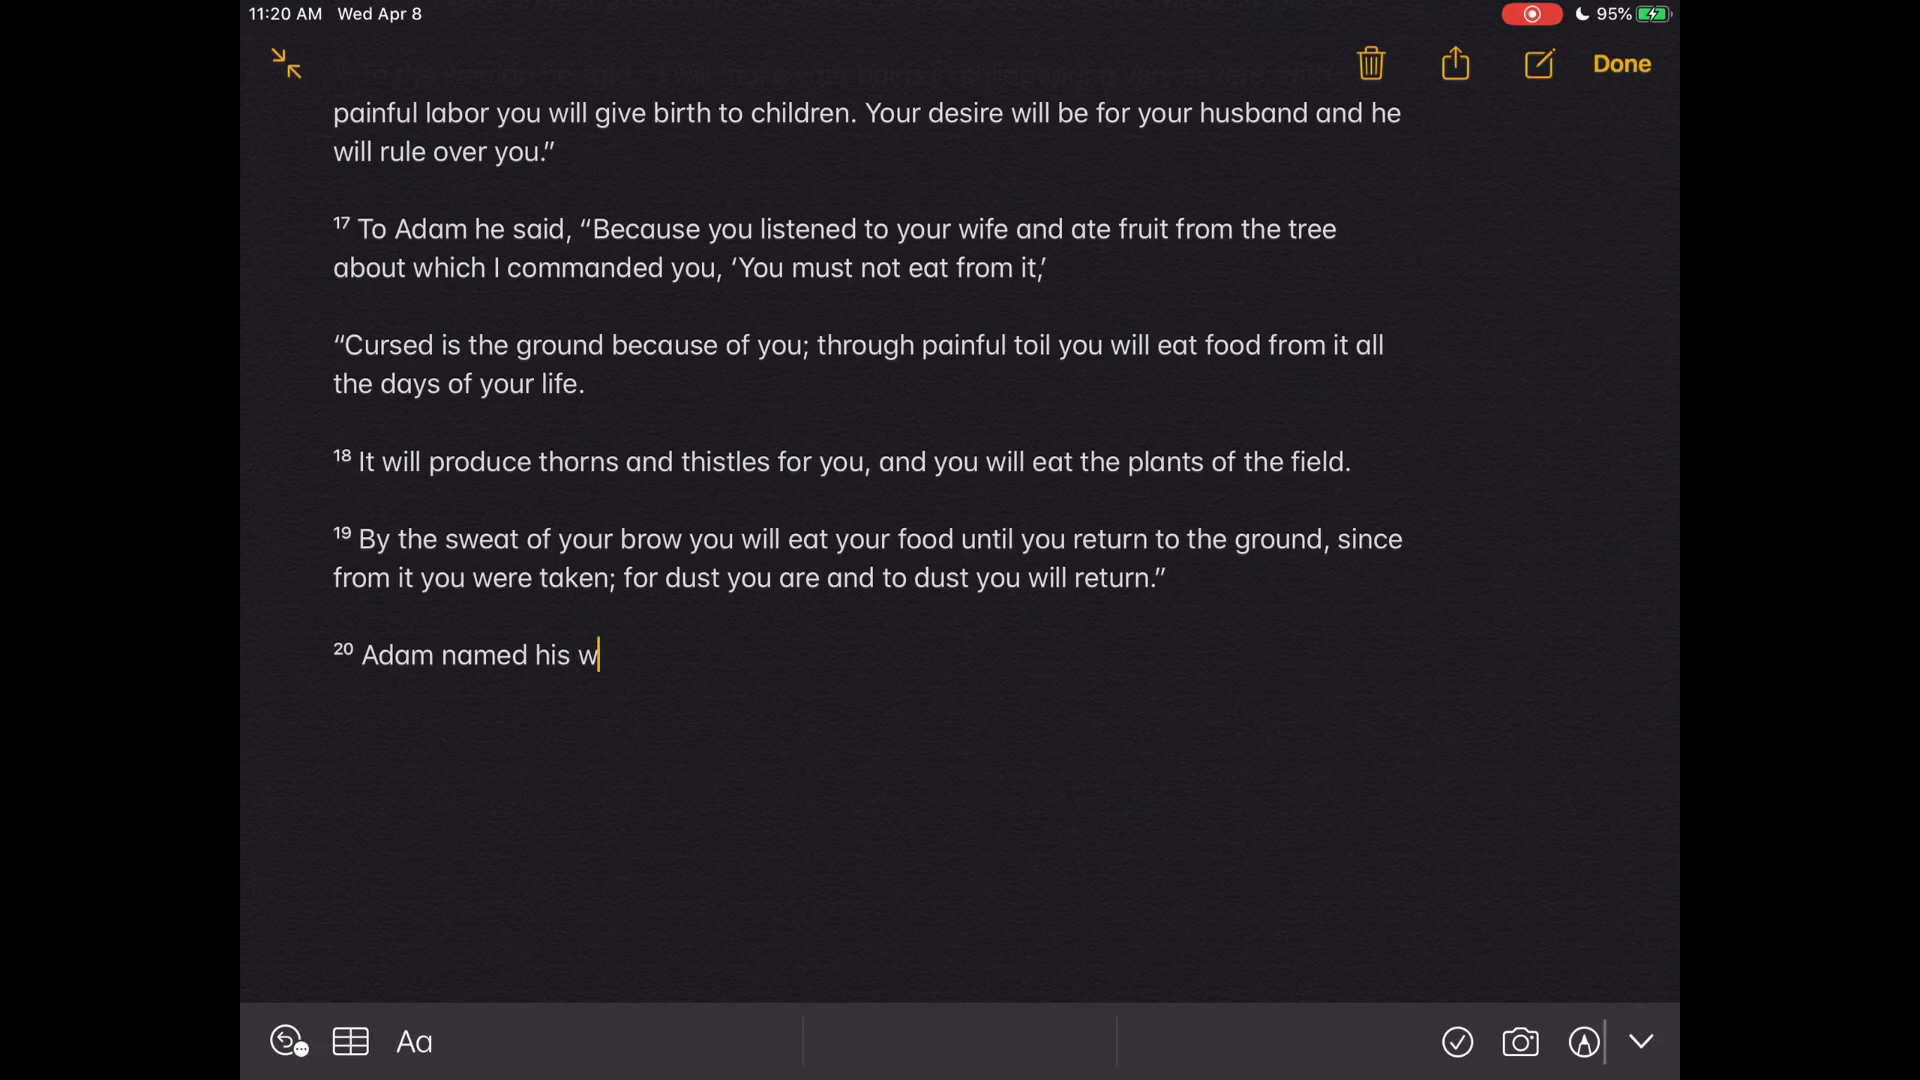 11:20 AM Wed Apr 8
95%
Done
painful labor you will give birth to children. Your desire will be for your husband and he
will rule over you.”
17 To Adam he said, “Because you listened to your wife and ate fruit from the tree
about which I commanded you, ‘You must not eat from it,’
“Cursed is the ground because of you; through painful toil you will eat food from it all
the days of your life.
18 It will produce thorns and thistles for you, and you will eat the plants of the field.
19 By the sweat of your brow you will eat your food until you return to the ground, since
from it you were taken; for dust you are and to dust you will return.”
20 Adam named his w
Aa